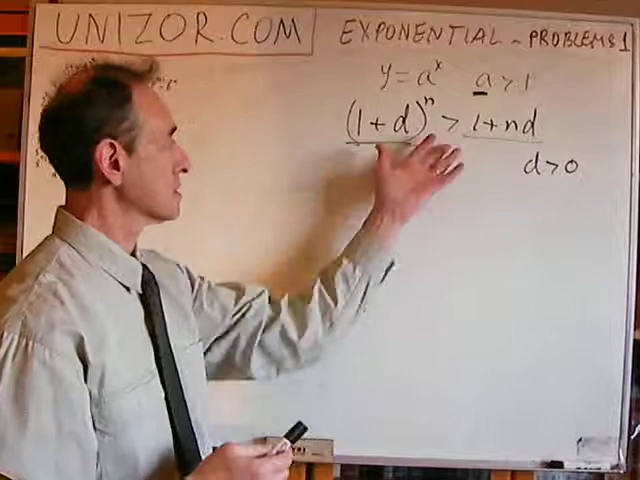 UNIZOR.COM
EXPONENTIAL - PROBLEMS 1
y = a^x a > 1
(1 + d)^n > 1 + nd
d > 0